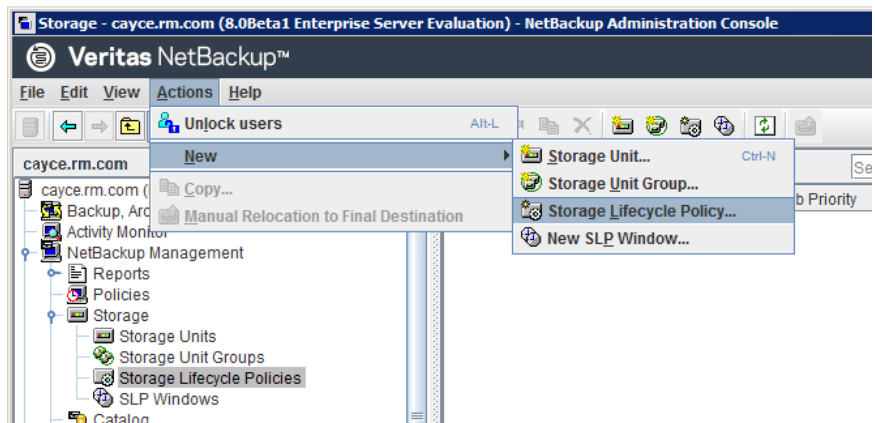 Storage - cayce.rm.com (8.0Beta1 Enterprise Server Evaluation) - NetBackup Administration Console
Veritas NetBackup™
File Edit View Actions Help
Unlock users Alt-L
New
Copy...
Manual Relocation to Final Destination
Storage Unit... Ctrl-N
Storage Unit Group...
Storage Lifecycle Policy...
New SLP Window...
Se
b Priority
cayce.rm.com
cayce.rm.com (
Backup, Arc
Activity Monitor
NetBackup Management
Reports
Policies
Storage
Storage Units
Storage Unit Groups
Storage Lifecycle Policies
SLP Windows
Catalog